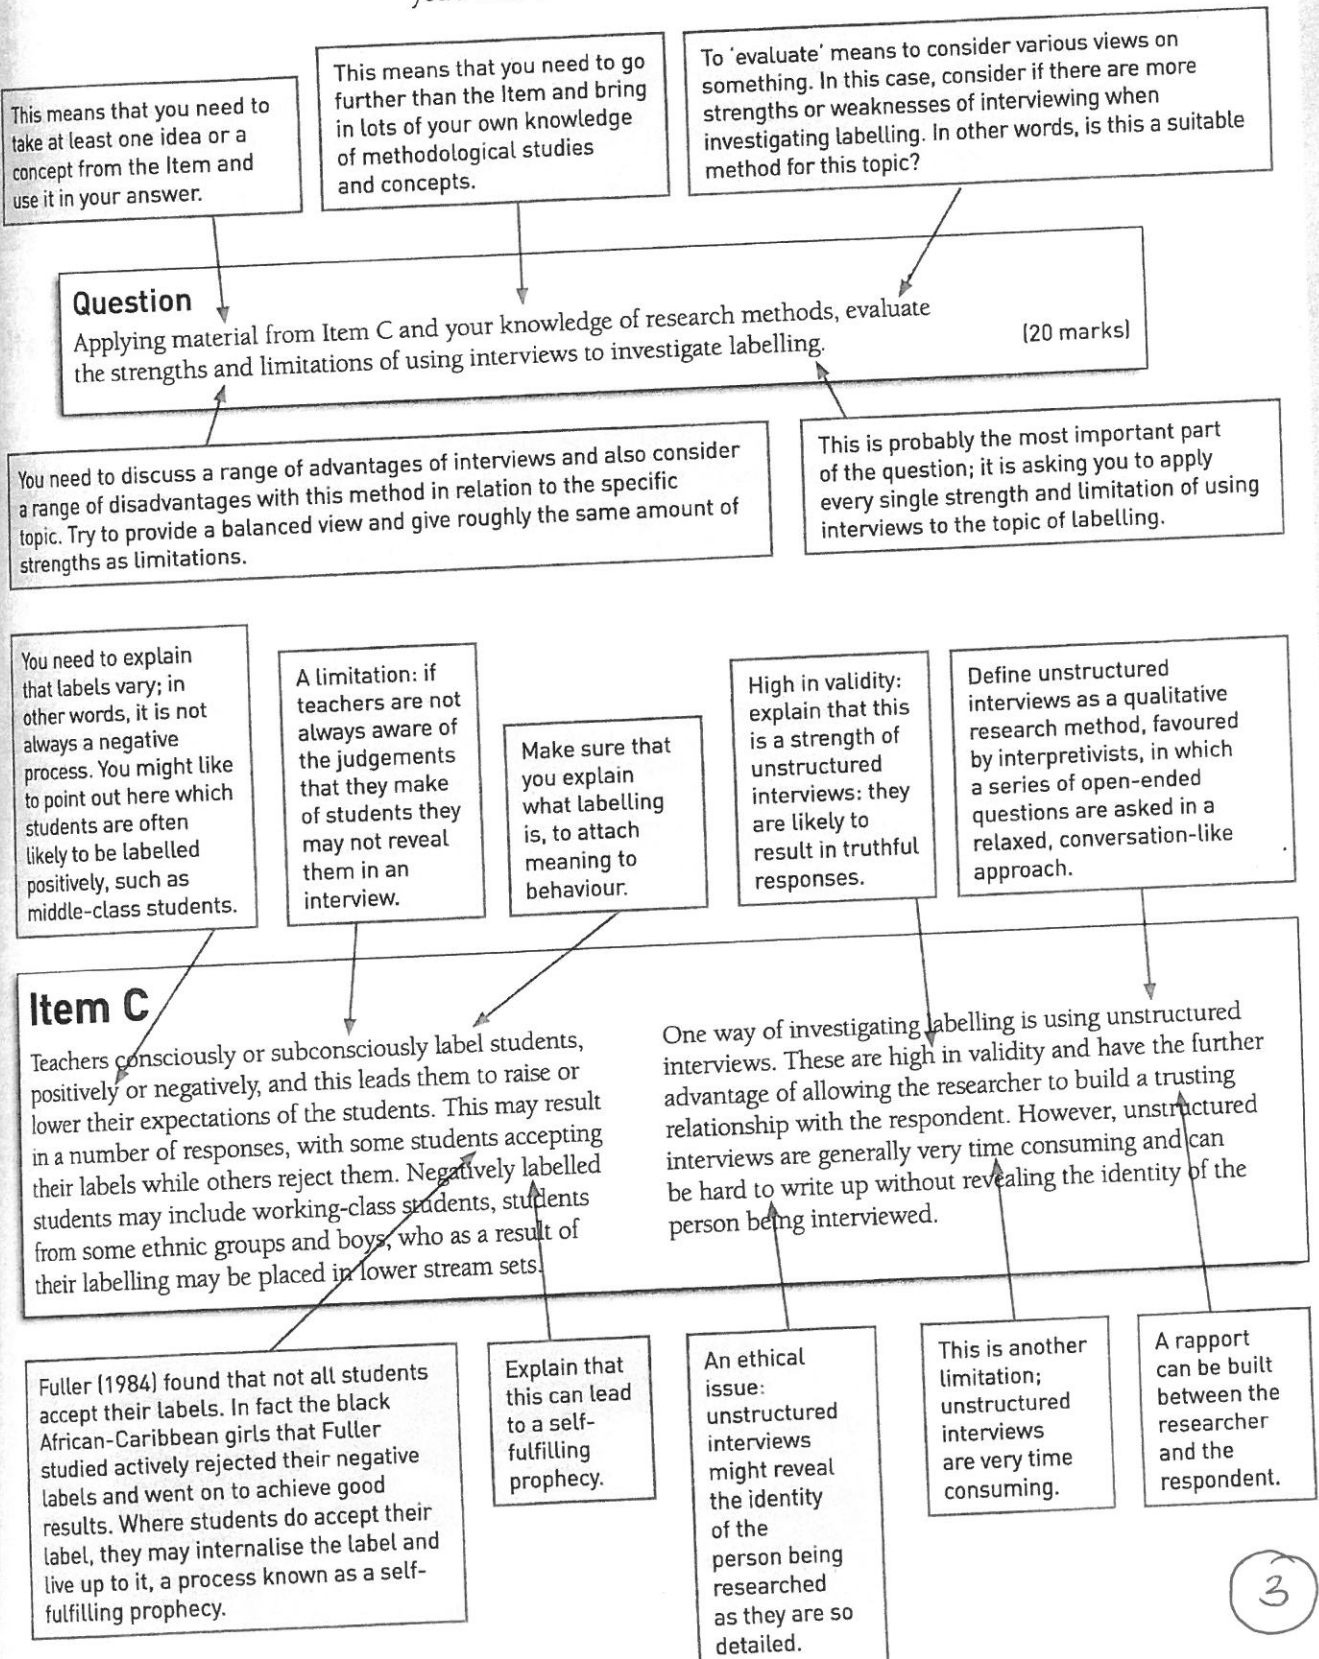 This means that you need to
take at least one idea or a
concept from the Item and
use it in your answer.
This means that you need to go
further than the Item and bring
in lots of your own knowledge
of methodological studies
and concepts.
To ‘evaluate’ means to consider various views on
something. In this case, consider if there are more
strengths or weaknesses of interviewing when
investigating labelling. In other words, is this a suitable
method for this topic?
Question
Applying material from Item C and your knowledge of research methods, evaluate
the strengths and limitations of using interviews to investigate labelling.
(20 marks)
You need to discuss a range of advantages of interviews and also consider
a range of disadvantages with this method in relation to the specific
topic. Try to provide a balanced view and give roughly the same amount of
strengths as limitations.
This is probably the most important part
of the question; it is asking you to apply
every single strength and limitation of using
interviews to the topic of labelling.
You need to explain
that labels vary; in
other words, it is not
always a negative
process. You might like
to point out here which
students are often
likely to be labelled
positively, such as
middle-class students.
A limitation: if
teachers are not
always aware of
the judgements
that they make
of students they
may not reveal
them in an
interview.
Make sure that
you explain
what labelling
is, to attach
meaning to
behaviour.
High in validity:
explain that this
is a strength of
unstructured
interviews: they
are likely to
result in truthful
responses.
Define unstructured
interviews as a qualitative
research method, favoured
by interpretivists, in which
a series of open-ended
questions are asked in a
relaxed, conversation-like
approach.
Item C
Teachers consciously or subconsciously label students,
positively or negatively, and this leads them to raise or
lower their expectations of the students. This may result
in a number of responses, with some students accepting
their labels while others reject them. Negatively labelled
students may include working-class students, students
from some ethnic groups and boys, who as a result of
their labelling may be placed in lower stream sets.
One way of investigating labelling is using unstructured
interviews. These are high in validity and have the further
advantage of allowing the researcher to build a trusting
relationship with the respondent. However, unstructured
interviews are generally very time consuming and can
be hard to write up without revealing the identity of the
person being interviewed.
Fuller (1984) found that not all students
accept their labels. In fact the black
African-Caribbean girls that Fuller
studied actively rejected their negative
labels and went on to achieve good
results. Where students do accept their
label, they may internalise the label and
live up to it, a process known as a self-
fulfilling prophecy.
Explain that
this can lead
to a self-
fulfilling
prophecy.
An ethical
issue:
unstructured
interviews
might reveal
the identity
of the
person being
researched
as they are so
detailed.
This is another
limitation;
unstructured
interviews
are very time
consuming.
A rapport
can be built
between the
researcher
and the
respondent.
3